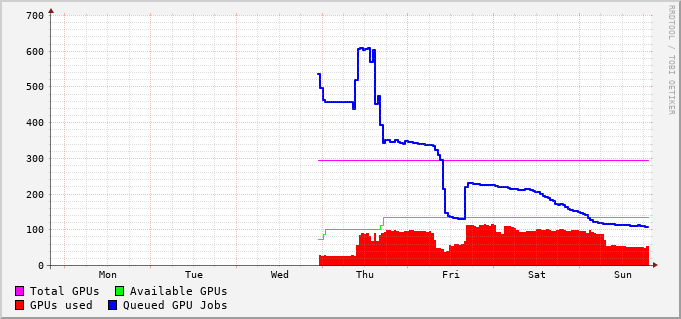 RRDTOOL / TOBI OETIKER
700
600
500
400
300
200
100
0
Mon Tue Wed Thu Fri Sat Sun
Total GPUs Available GPUs
GPUs used Queued GPU Jobs